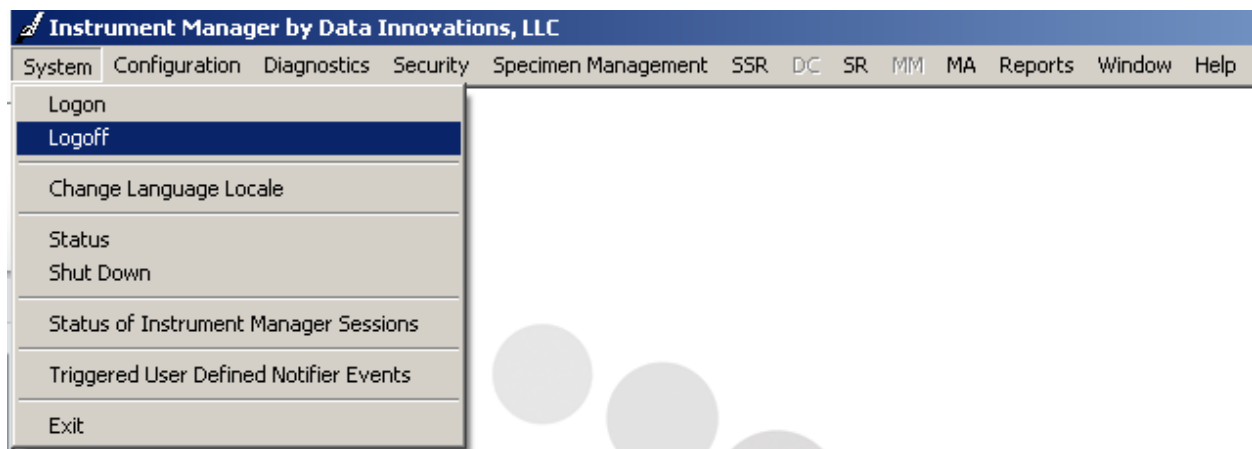 Instrument Manager by Data Innovations, LLC
System Configuration Diagnostics Security Specimen Management SSR DC SR MM MA Reports Window Help
Logon
Logoff
Change Language Locale
Status
Shut Down
Status of Instrument Manager Sessions
Triggered User Defined Notifier Events
Exit